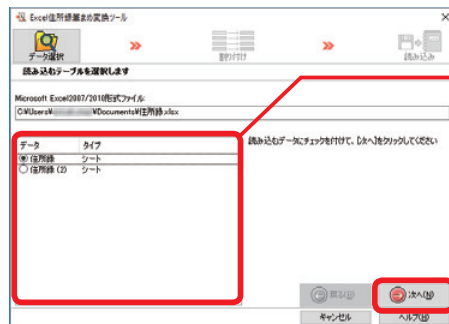 Excel住所録筆まめ変換ツール
データ選択
割り付け
読み込み
読み込むテーブルを選択します
Microsoft Excel2007/2010形式ファイル:
C:¥Users¥ ¥Documents¥住所録.xlsx
データ タイプ
住所録 シート
住所録 (2) シート
読み込むデータにチェックを付けて、[次へ]をクリックしてください
戻る(B)
次へ(N)
キャンセル
ヘルプ(H)